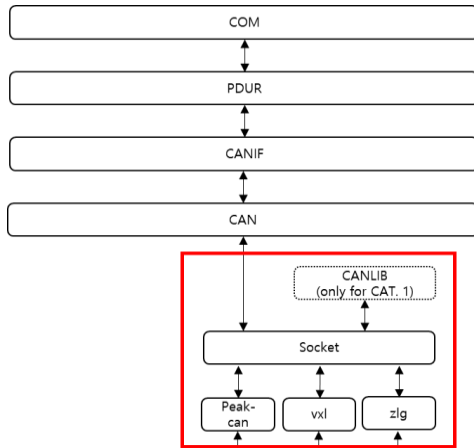 COM
PDUR
CANIF
CAN
CANLIB
(only for CAT. 1)
Socket
Peak-
can
vxl
zlg